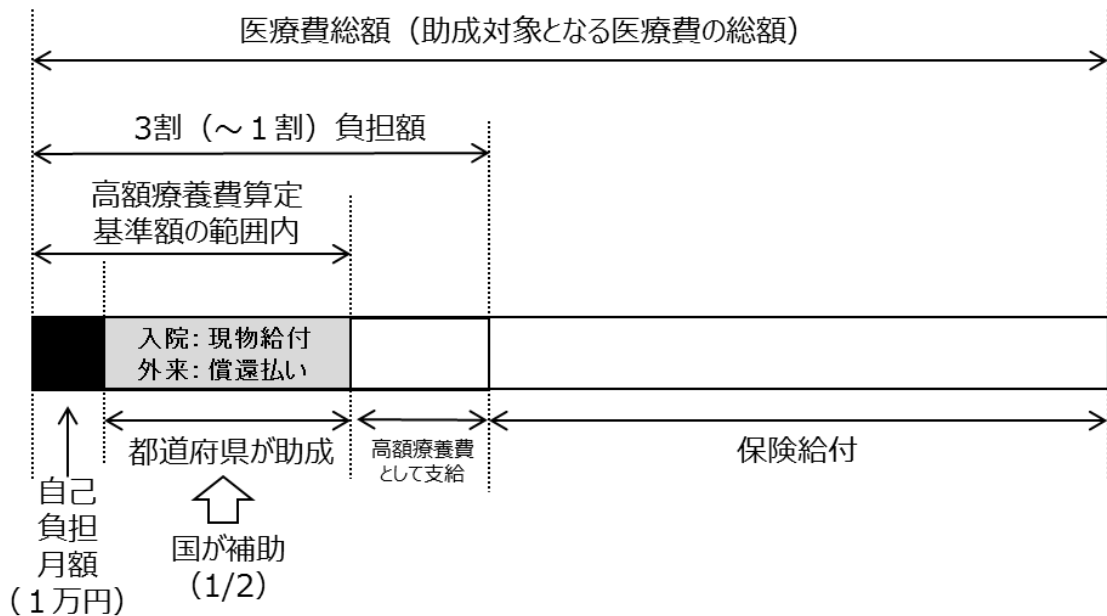 医療費総額（助成対象となる医療費の総額）
3割（～１割）負担額
高額療養費算定
基準額の範囲内
入院：現物給付
外来：償還払い
都道府県が助成
高額療養費
として支給
保険給付
自己
負担
月額
（１万円）
国が補助
（1/2）